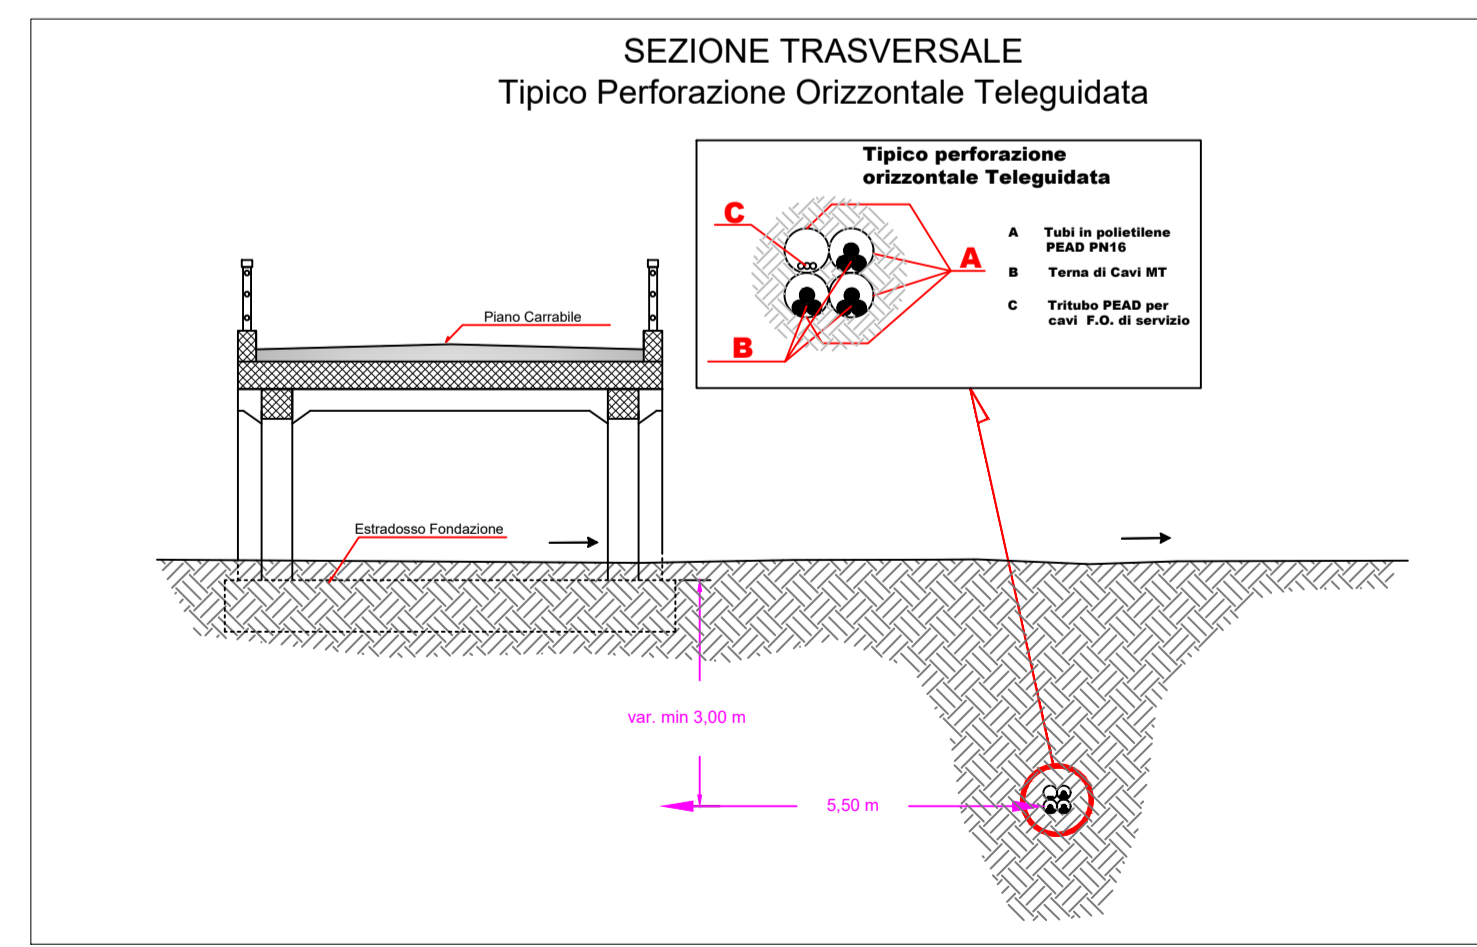 SEZIONE TRASVERSALE
Tipico Perforazione Orizzontale Teleguidata
Tipico perforazione
orizzontale Teleguidata
C
A
B
A Tubi in polietilene
PEAD PN16
B Terna di Cavi MT
C Tritubo PEAD per
cavi F.O. di servizio
Piano Carrabile
Estradosso Fondazione
var. min 3,00 m
5,50 m